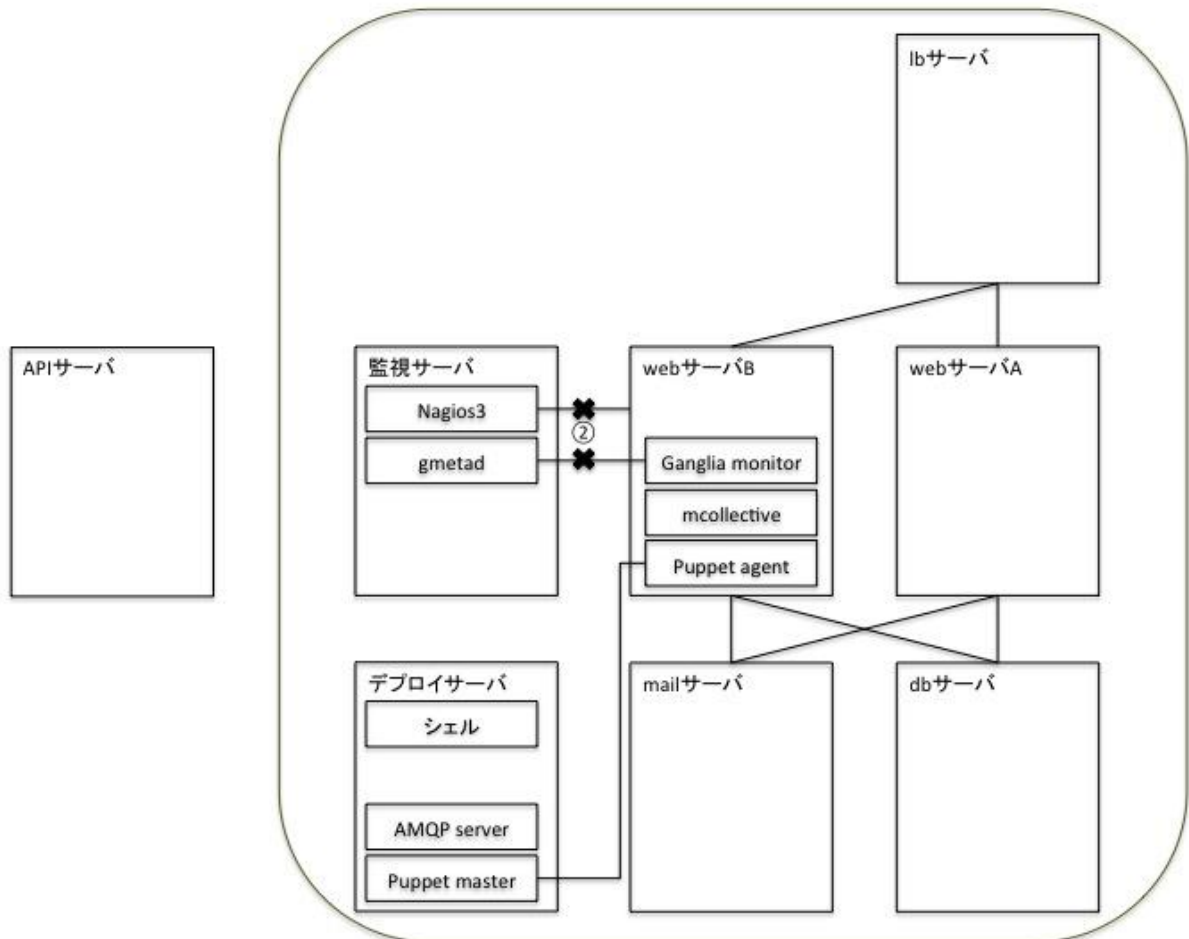 lbサーバ
APIサーバ
監視サーバ
Nagios3
gmetad
②
webサーバB
Ganglia monitor
mcollective
Puppet agent
webサーバA
デプロイサーバ
シェル
AMQP server
Puppet master
mailサーバ
dbサーバ